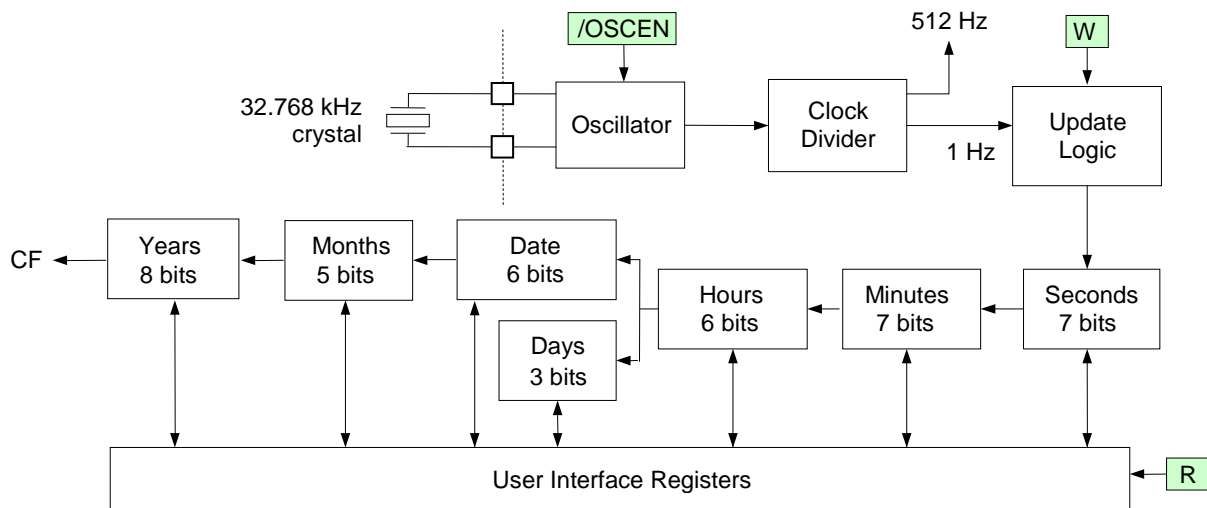 /OSCEN
512 Hz
W
32.768 kHz
crystal
Oscillator
Clock
Divider
1 Hz
Update
Logic
CF
Years
8 bits
Months
5 bits
Date
6 bits
Days
3 bits
Hours
6 bits
Minutes
7 bits
Seconds
7 bits
User Interface Registers
R